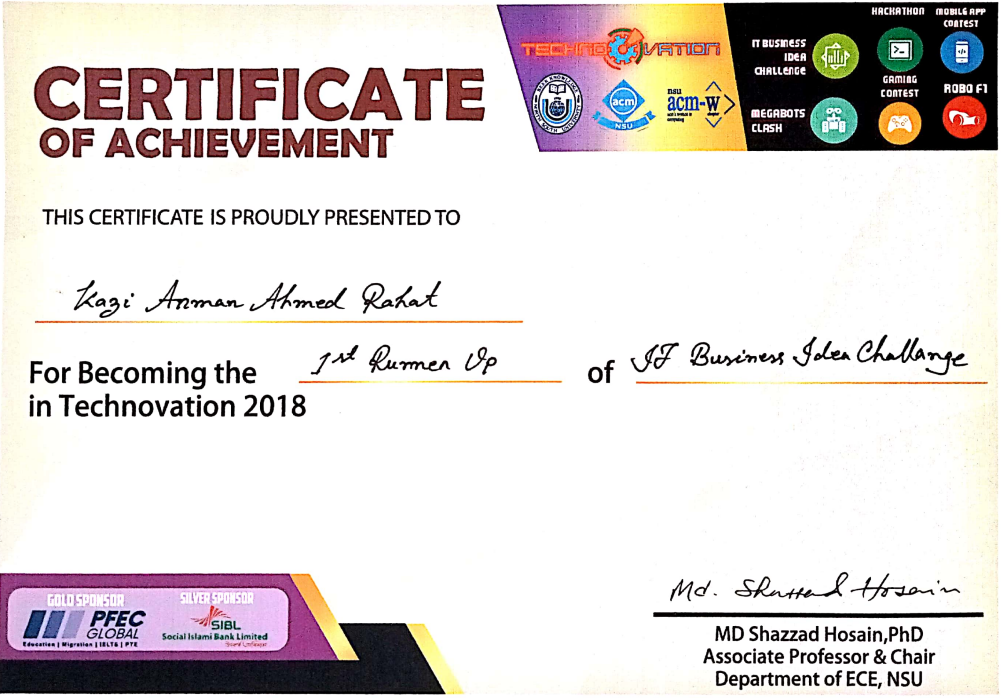 CERTIFICATE
OF ACHIEVEMENT
TECHNOVATION
acm
NSU
nsu
acm-w
IT BUSINESS
IDEA
CHALLENGE
HACKATHON
MOBILE APP
CONTEST
GAMING
CONTEST
ROBO F1
MEGABOTS
CLASH
THIS CERTIFICATE IS PROUDLY PRESENTED TO
Kazi Arman Ahmed Rahat
For Becoming the 1st Runner Up of IT Business Idea Challange
in Technovation 2018
GOLD SPONSOR
PFEC
GLOBAL
Education | Migration | IELTS | PTE
SILVER SPONSOR
SIBL
Social Islami Bank Limited
Md. Shazzad Hosain
MD Shazzad Hosain,PhD
Associate Professor & Chair
Department of ECE, NSU